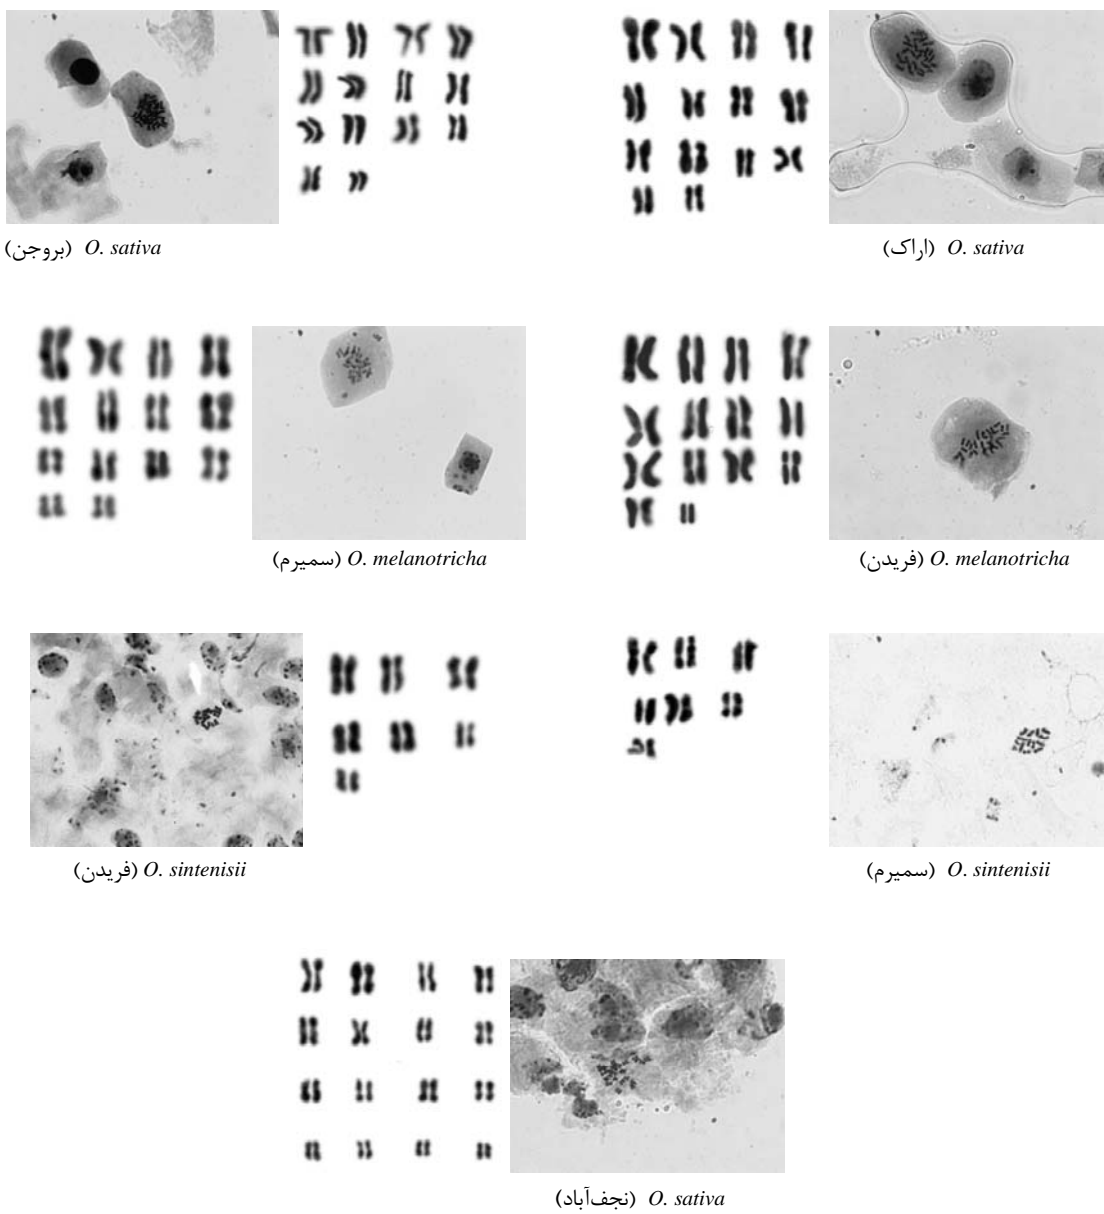 O. sativa (بروجن)
O. sativa (اراک)
O. melanotricha (سمیرم)
O. melanotricha (فریدن)
O. sintenisii (فریدن)
O. sintenisii (سمیرم)
O. sativa (نجف‌آباد)